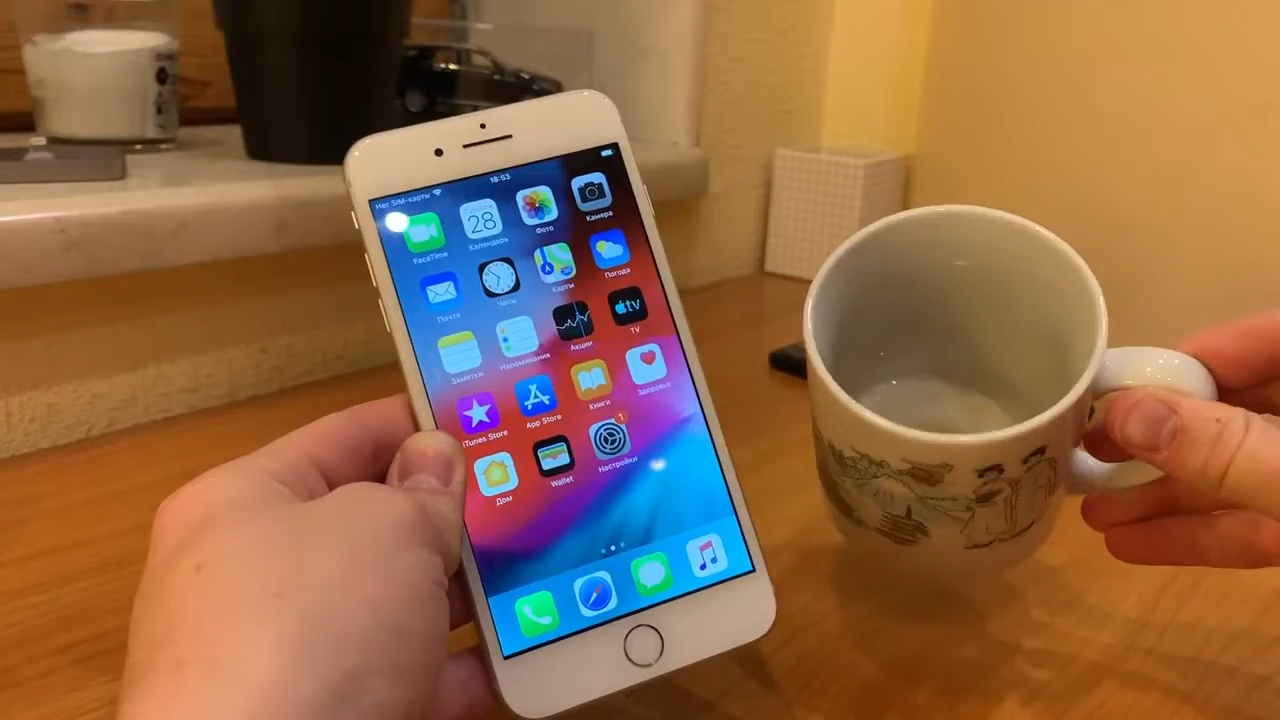 Нет SIM-карты 18:53
FaceTime
28
Календарь
Фото
Камера
Почта
Часы
Карты
Погода
Заметки
Напоминания
Акции
tv
TV
iTunes Store
App Store
Книги
Здоровье
Дом
Wallet
1
Настройки